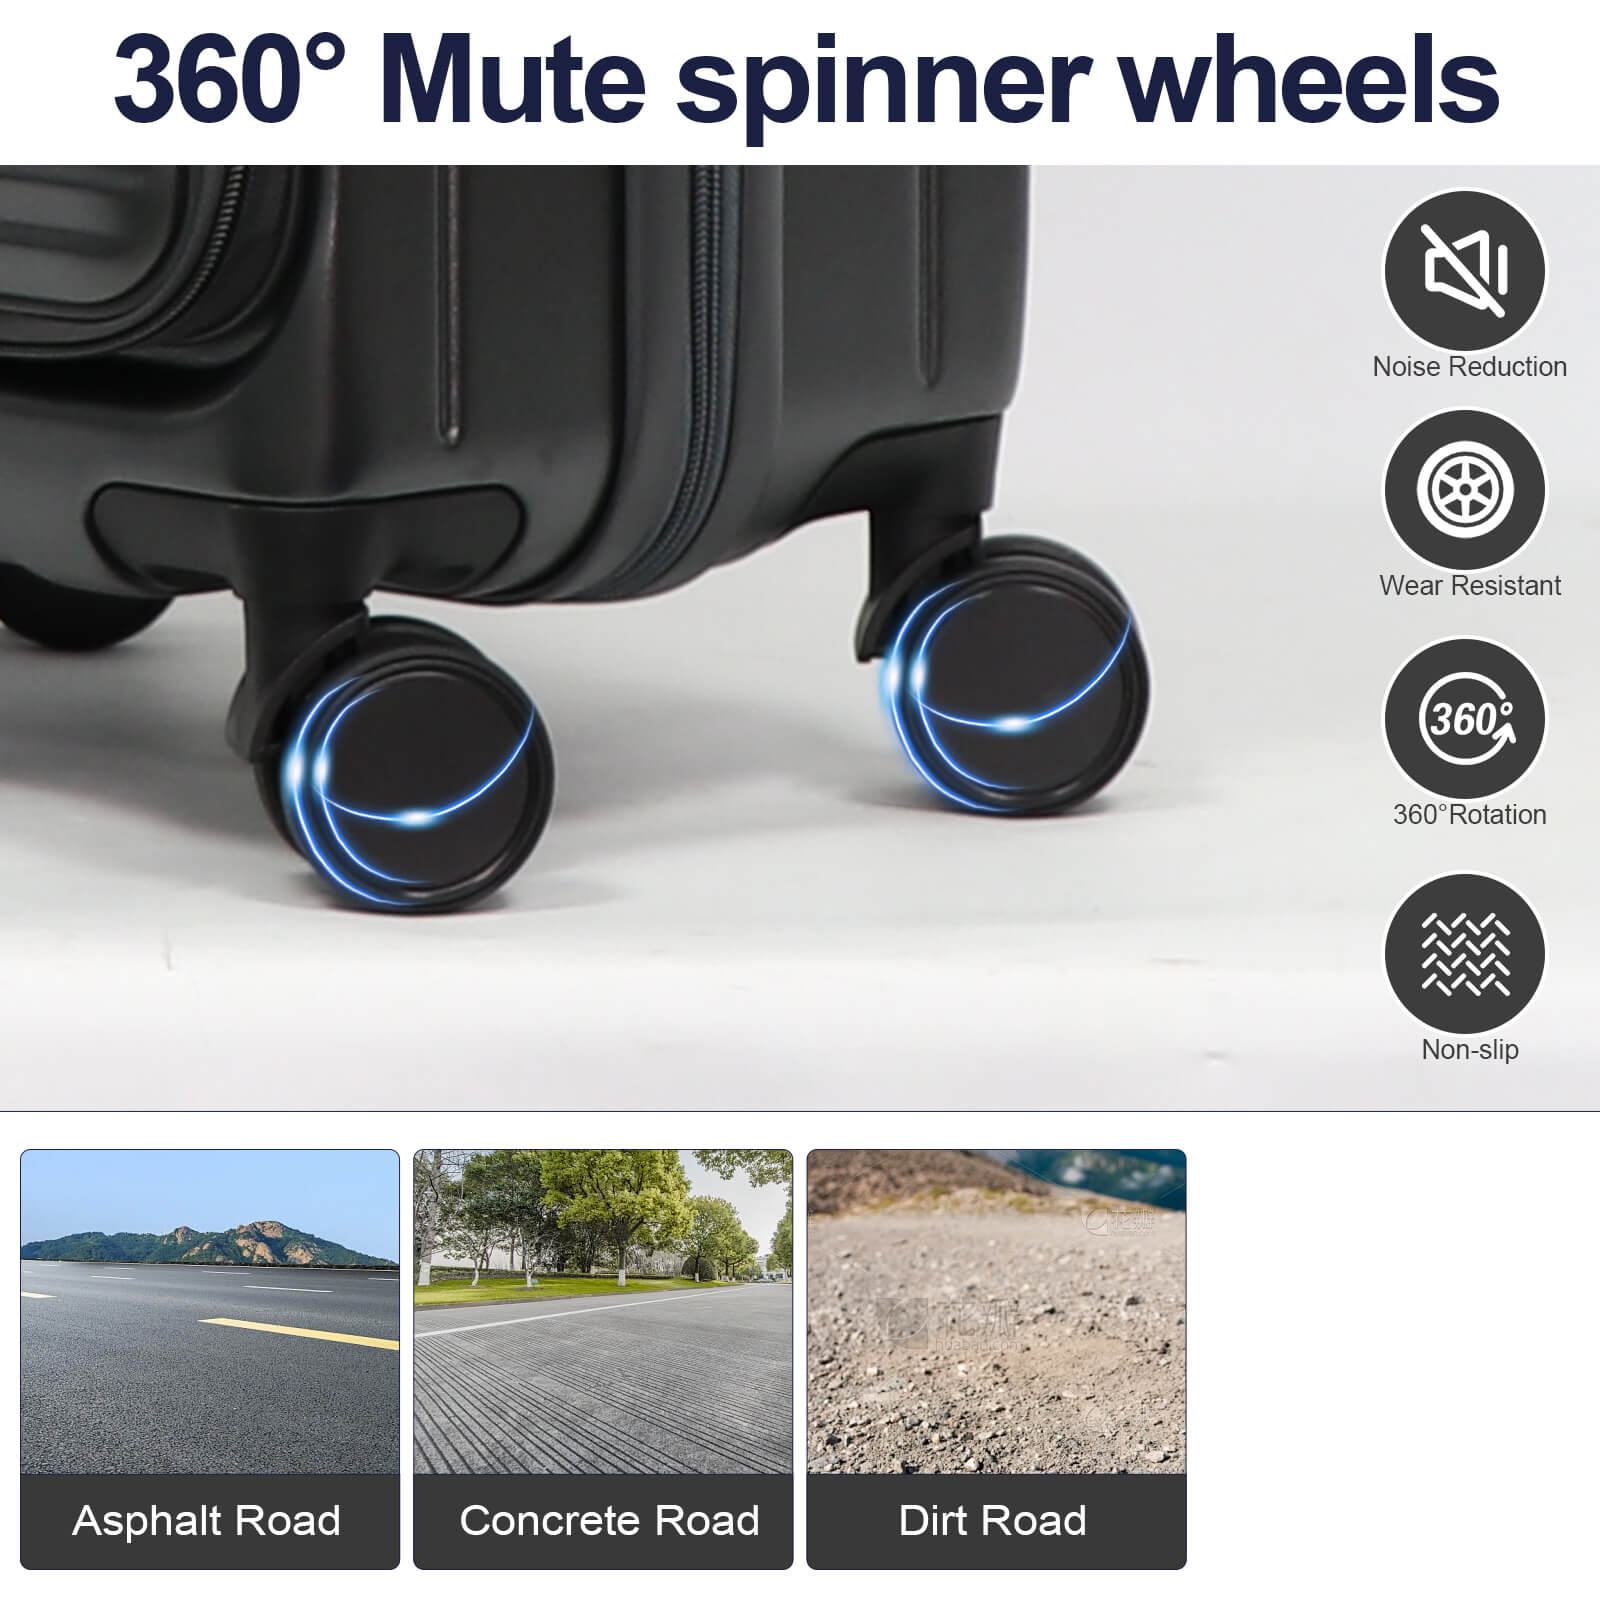 360° Mute spinner wheels
Noise Reduction
Wear Resistant
360°
360°Rotation
Non-slip
Asphalt Road
Concrete Road
Dirt Road